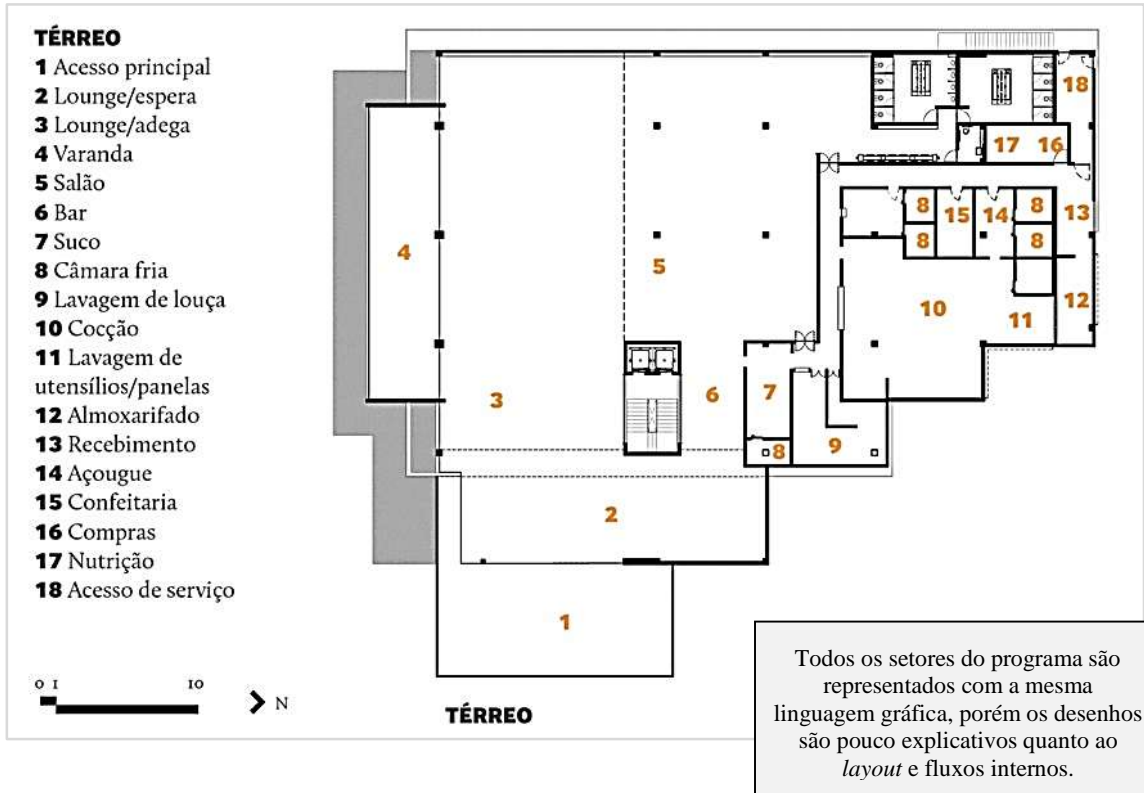 TÉRREO
1 Acesso principal
2 Lounge/espera
3 Lounge/adega
4 Varanda
5 Salão
6 Bar
7 Suco
8 Câmara fria
9 Lavagem de louça
10 Cocção
11 Lavagem de
utensílios/panelas
12 Almoxarifado
13 Recebimento
14 Açougue
15 Confeitaria
16 Compras
17 Nutrição
18 Acesso de serviço
0 1 10
N
18
17 16
8 15 14 8 13
8 8
4
5
10 11 12
3
6
7
9
8
2
1
TÉRREO
Todos os setores do programa são
representados com a mesma
linguagem gráfica, porém os desenhos
são pouco explicativos quanto ao
layout e fluxos internos.